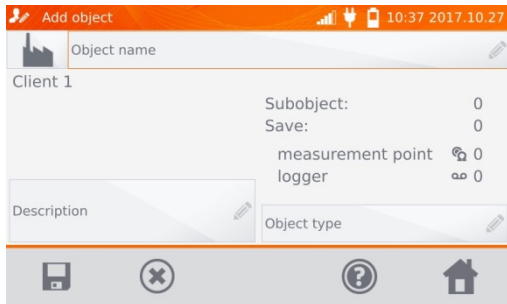 Add object
10:37 2017.10.27
Object name
Client 1
Subobject: 0
Save: 0
measurement point 0
logger 0
Description
Object type